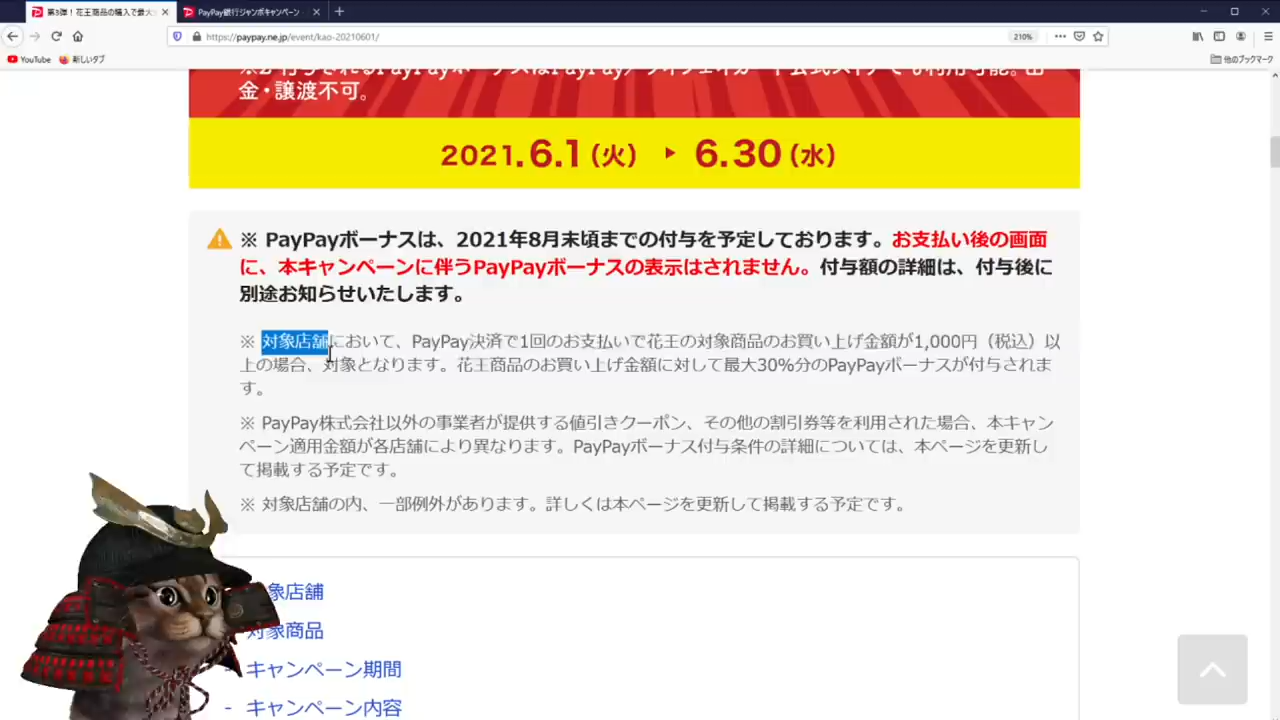 第3弾！花王商品の購入で最大
PayPay銀行ジャンボキャンペーン
https://paypay.ne.jp/event/kao-20210601/
210%
YouTube
新しいタブ
他のブックマーク
金・譲渡不可。
2021.6.1（火） ▶ 6.30（水）
※ PayPayボーナスは、2021年8月末頃までの付与を予定しております。お支払い後の画面
に、本キャンペーンに伴うPayPayボーナスの表示はされません。付与額の詳細は、付与後に
別途お知らせいたします。
※ 対象店舗において、PayPay決済で1回のお支払いで花王の対象商品のお買い上げ金額が1,000円（税込）以
上の場合、対象となります。花王商品のお買い上げ金額に対して最大30%分のPayPayボーナスが付与されま
す。
※ PayPay株式会社以外の事業者が提供する値引きクーポン、その他の割引券等を利用された場合、本キャン
ペーン適用金額が各店舗により異なります。PayPayボーナス付与条件の詳細については、本ページを更新し
て掲載する予定です。
※ 対象店舗の内、一部例外があります。詳しくは本ページを更新して掲載する予定です。
象店舗
対象商品
- キャンペーン期間
- キャンペーン内容